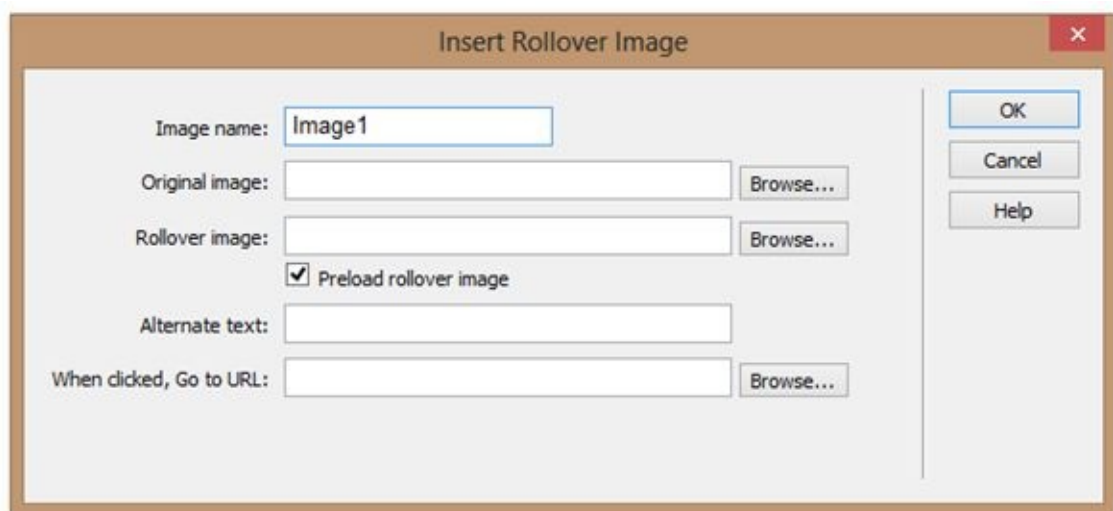 Insert Rollover Image
Image name: Image1
OK
Original image: Browse...
Cancel
Rollover image: Browse...
Help
Preload rollover image
Alternate text:
When clicked, Go to URL: Browse...